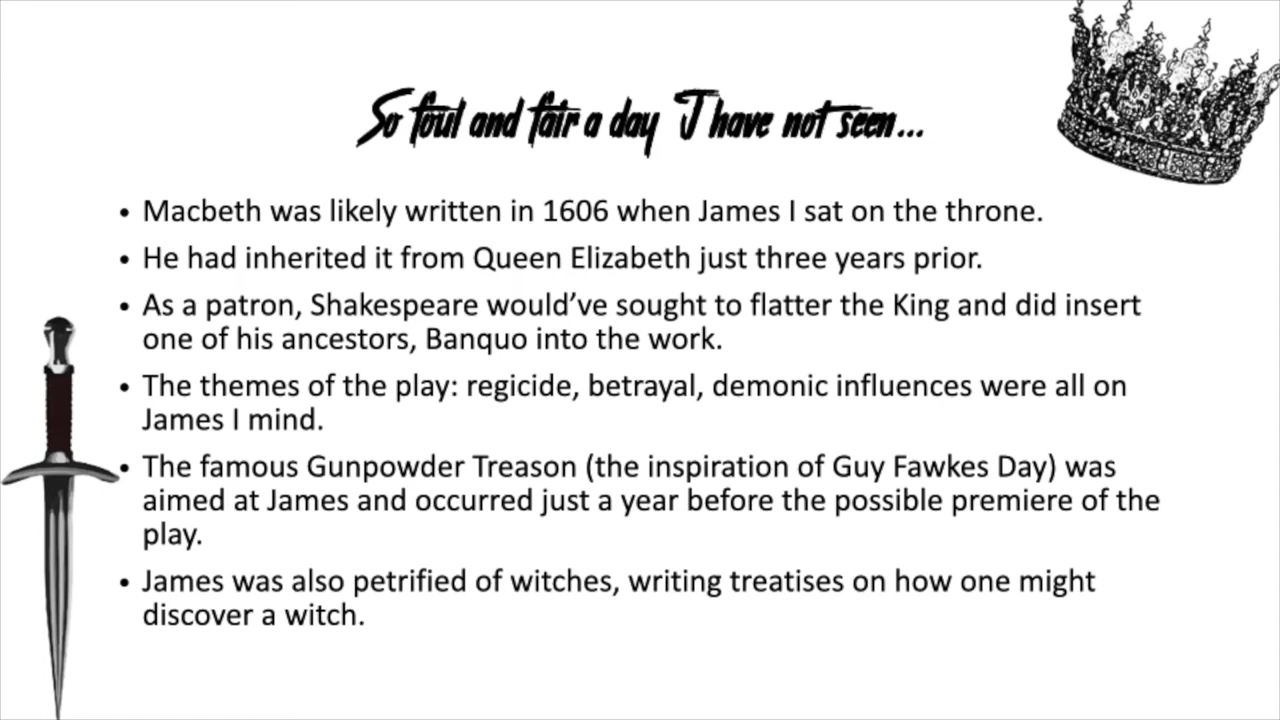 So foul and fair a day I have not seen...
• Macbeth was likely written in 1606 when James I sat on the throne.
• He had inherited it from Queen Elizabeth just three years prior.
• As a patron, Shakespeare would’ve sought to flatter the King and did insert
one of his ancestors, Banquo into the work.
• The themes of the play: regicide, betrayal, demonic influences were all on
James I mind.
• The famous Gunpowder Treason (the inspiration of Guy Fawkes Day) was
aimed at James and occurred just a year before the possible premiere of the
play.
• James was also petrified of witches, writing treatises on how one might
discover a witch.